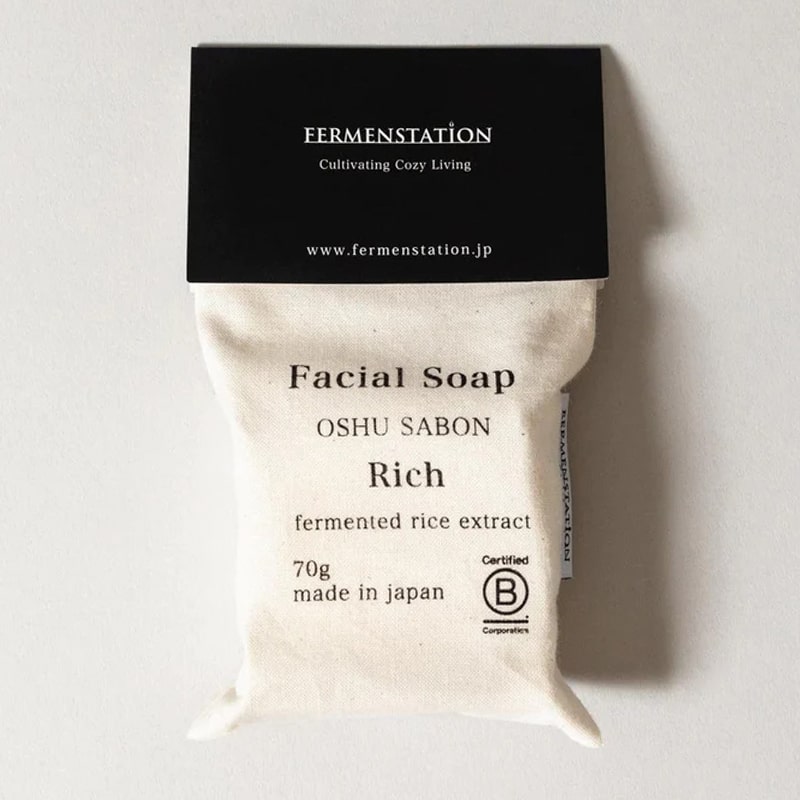 FERMENSTATION
Cultivating Cozy Living
www.fermenstation.jp
Facial Soap
OSHU SABON
Rich
fermented rice extract
70g
made in japan
Certified
B
Corporation
FERMENSTATION